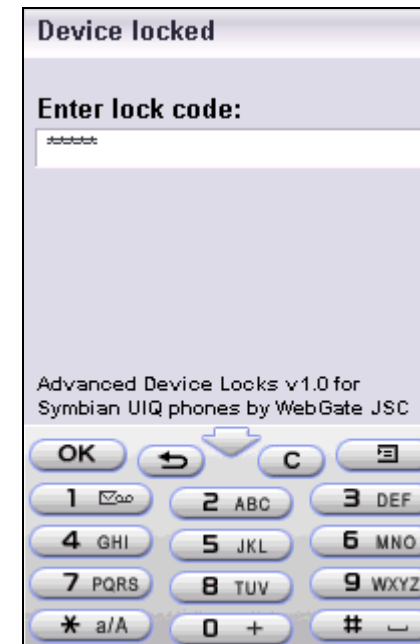 Device locked
Enter lock code:
*****
Advanced Device Locks v1.0 for
Symbian UIQ phones by WebGate JSC
OK C
1 2 ABC 3 DEF
4 GHI 5 JKL 6 MNO
7 PQRS 8 TUV 9 WXYZ
* a/A 0 + #